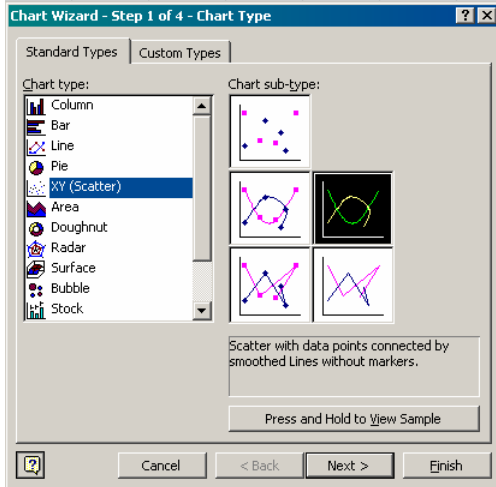 Chart Wizard - Step 1 of 4 - Chart Type
Standard Types Custom Types
Chart type:
Column
Bar
Line
Pie
XY (Scatter)
Area
Doughnut
Radar
Surface
Bubble
Stock
Chart sub-type:
Scatter with data points connected by
smoothed Lines without markers.
Press and Hold to View Sample
Cancel < Back Next > Finish